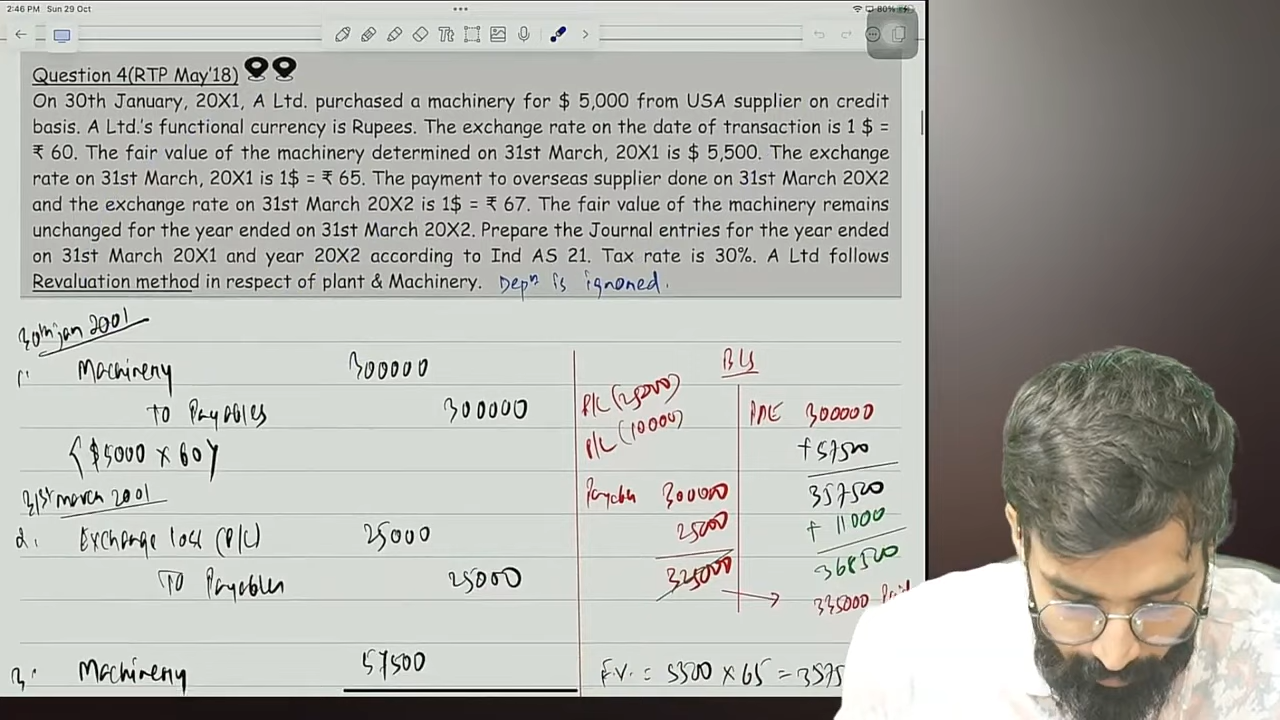 2:46 PM Sun 29 Oct
80%
Question 4(RTP May'18)
On 30th January, 20X1, A Ltd. purchased a machinery for $ 5,000 from USA supplier on credit
basis. A Ltd.'s functional currency is Rupees. The exchange rate on the date of transaction is 1 $ =
₹ 60. The fair value of the machinery determined on 31st March, 20X1 is $ 5,500. The exchange
rate on 31st March, 20X1 is 1$ = ₹ 65. The payment to overseas supplier done on 31st March 20X2
and the exchange rate on 31st March 20X2 is 1$ = ₹ 67. The fair value of the machinery remains
unchanged for the year ended on 31st March 20X2. Prepare the Journal entries for the year ended
on 31st March 20X1 and year 20X2 according to Ind AS 21. Tax rate is 30%. A Ltd follows
Revaluation method in respect of plant & Machinery. Depn is ignored.
30th jan 2001
1. Machinery 300000
To Payables 300000
{$5000 x 60}
31st march 2001
2. Exchange loss (P/L) 25000
To Payables 25000
3. Machinery 57500
B/S
P/L (25000)
P/L (10000)
Payables 300000
25000
325000
PPE 300000
+57500
357500
+ 11000
368500
335000
F.V. = 5500 x 65 = 3575